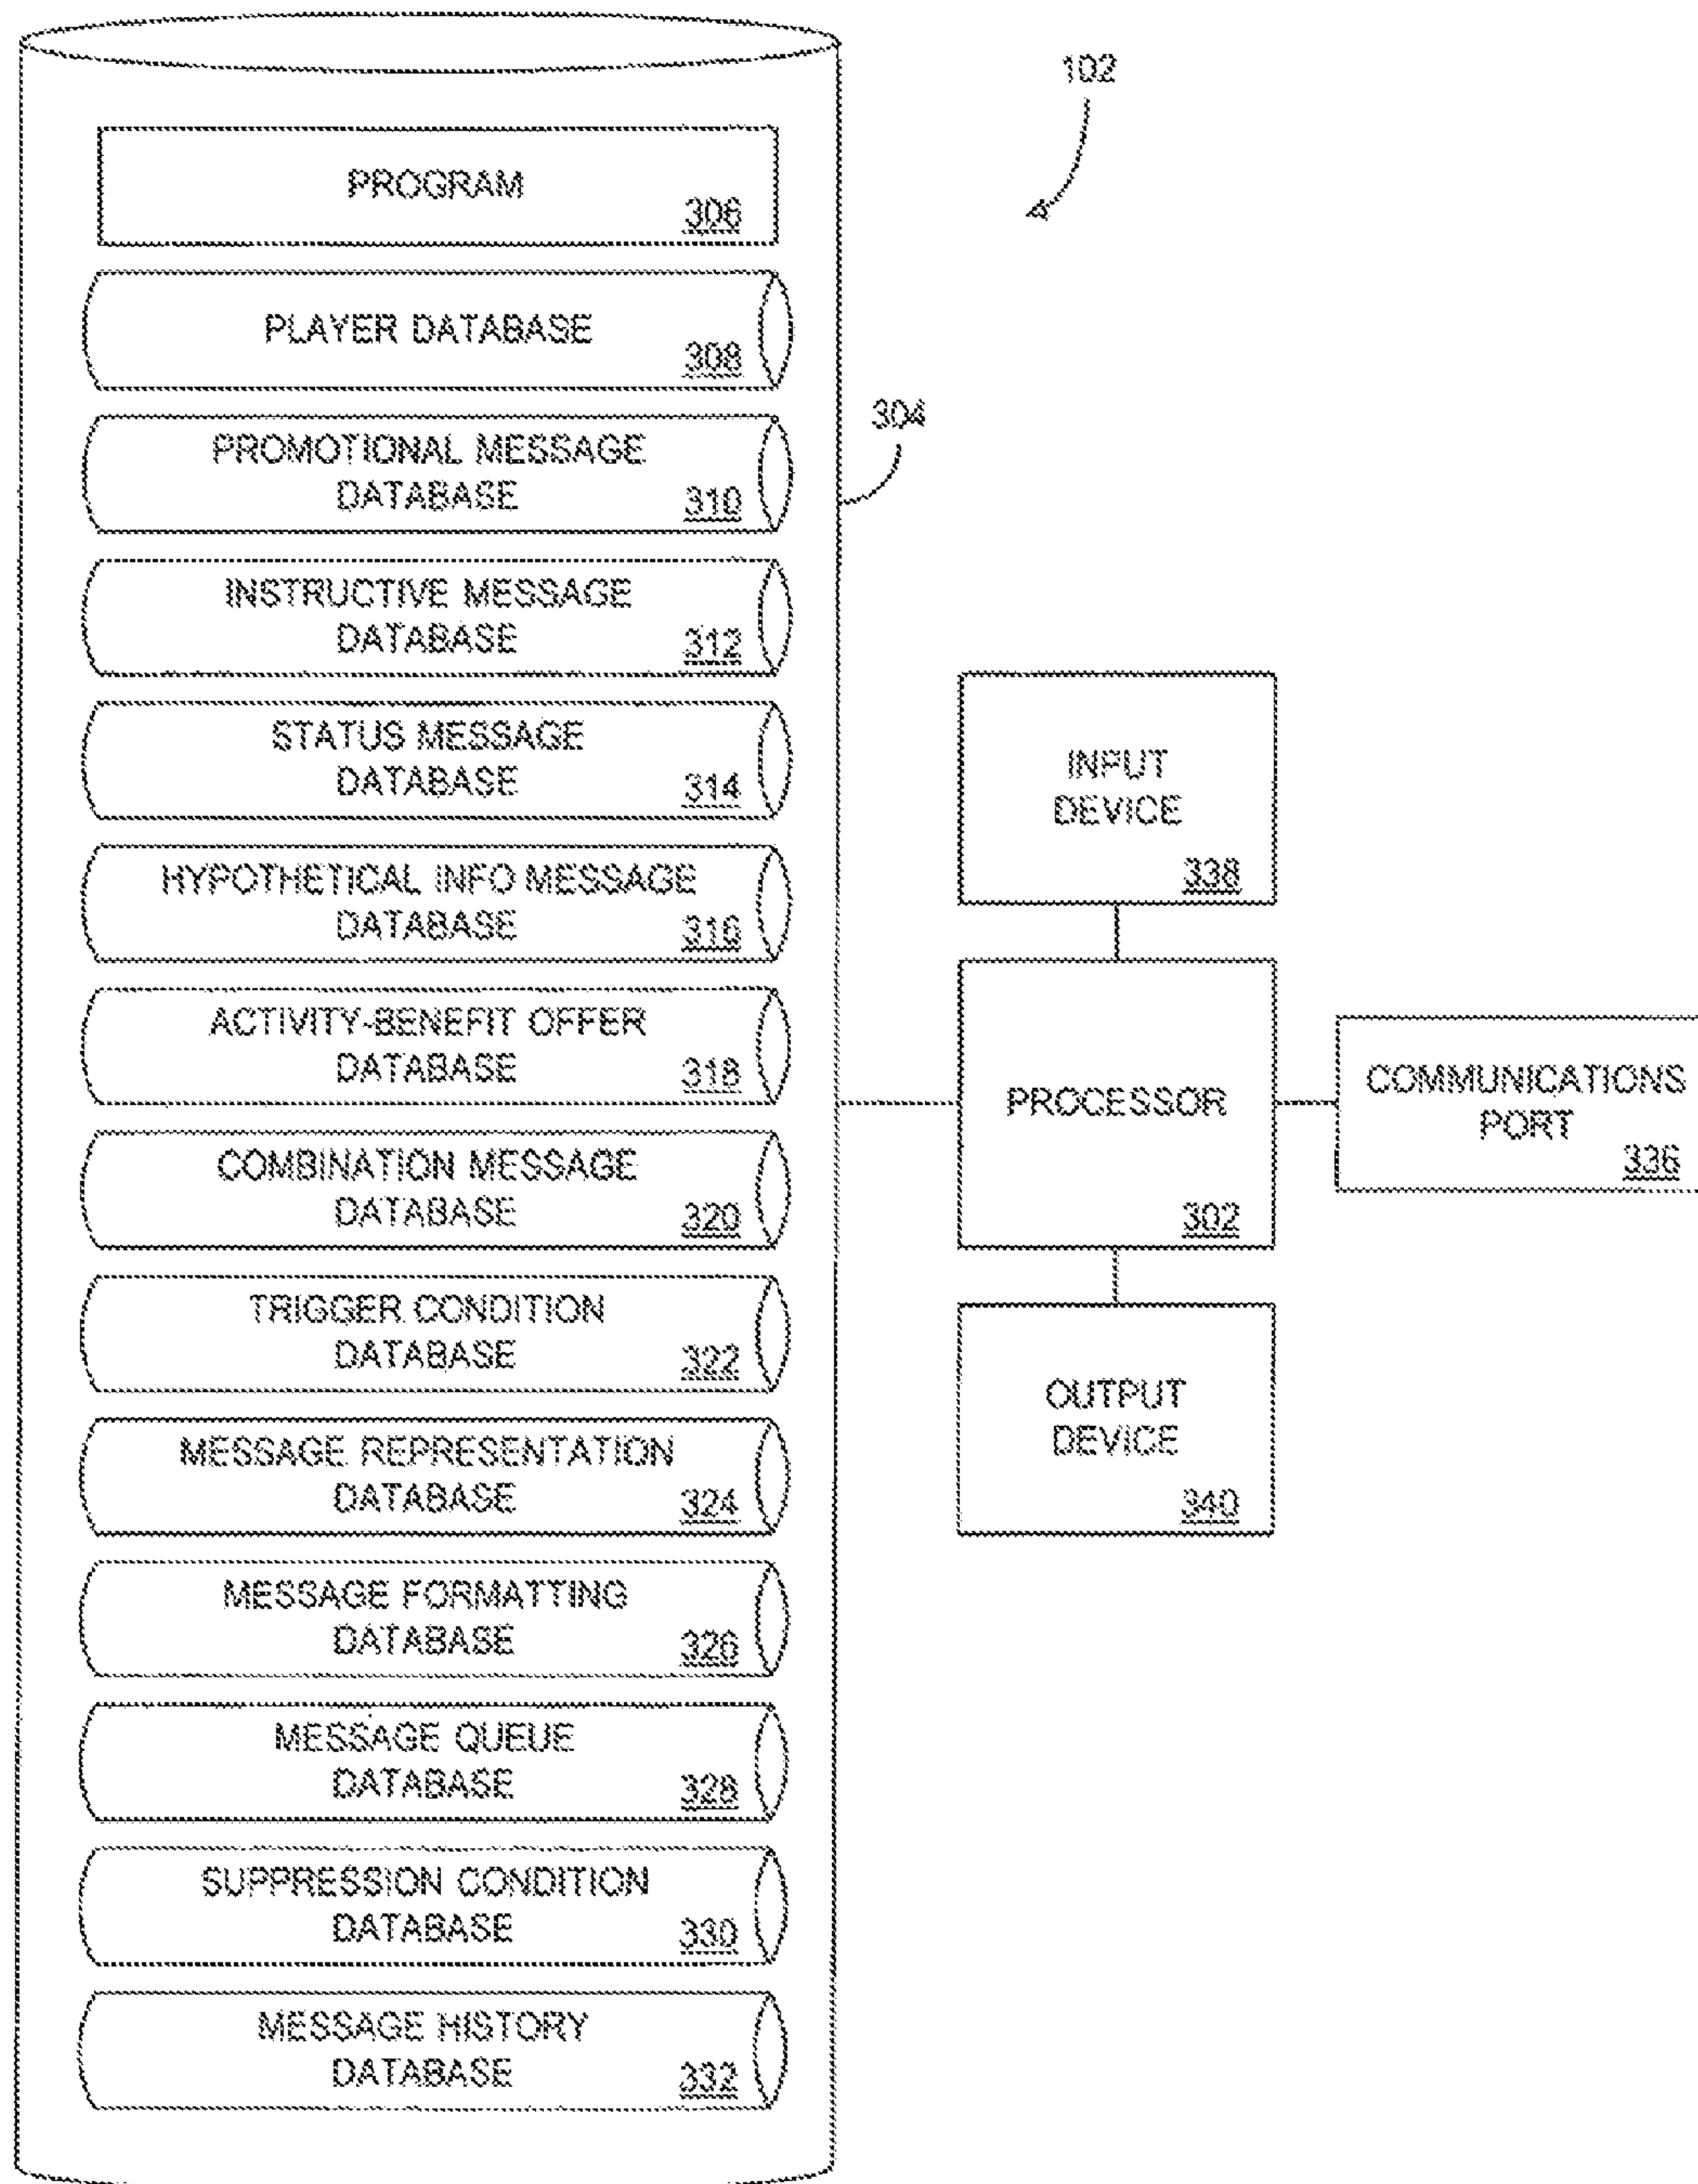 102
PROGRAM
306
PLAYER DATABASE
308
304
PROMOTIONAL MESSAGE
DATABASE
310
INSTRUCTIVE MESSAGE
DATABASE
312
STATUS MESSAGE
DATABASE
314
HYPOTHETICAL INFO MESSAGE
DATABASE
316
ACTIVITY-BENEFIT OFFER
DATABASE
318
COMBINATION MESSAGE
DATABASE
320
TRIGGER CONDITION
DATABASE
322
MESSAGE REPRESENTATION
DATABASE
324
MESSAGE FORMATTING
DATABASE
326
MESSAGE QUEUE
DATABASE
328
SUPPRESSION CONDITION
DATABASE
330
MESSAGE HISTORY
DATABASE
332
INPUT
DEVICE
338
PROCESSOR
302
COMMUNICATIONS
PORT
336
OUTPUT
DEVICE
340